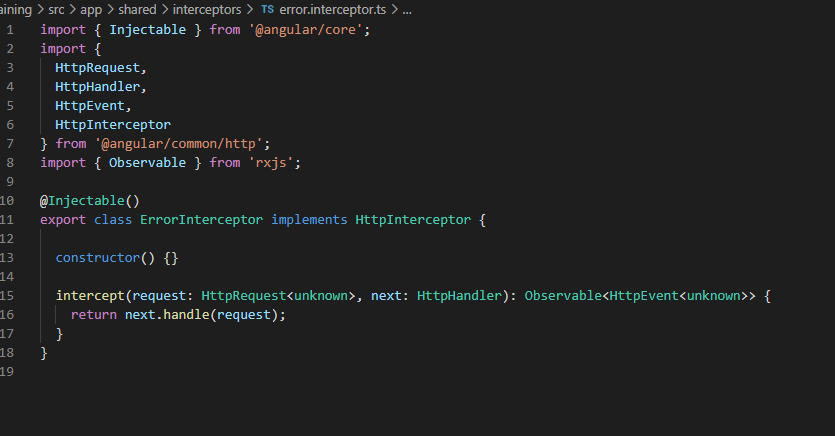 aining > src > app > shared > interceptors > TS error.interceptor.ts > ...
1 import { Injectable } from '@angular/core';
2 import {
3   HttpRequest,
4   HttpHandler,
5   HttpEvent,
6   HttpInterceptor
7 } from '@angular/common/http';
8 import { Observable } from 'rxjs';
9
10 @Injectable()
11 export class ErrorInterceptor implements HttpInterceptor {
12
13   constructor() {}
14
15   intercept(request: HttpRequest<unknown>, next: HttpHandler): Observable<HttpEvent<unknown>> {
16     return next.handle(request);
17   }
18 }
19